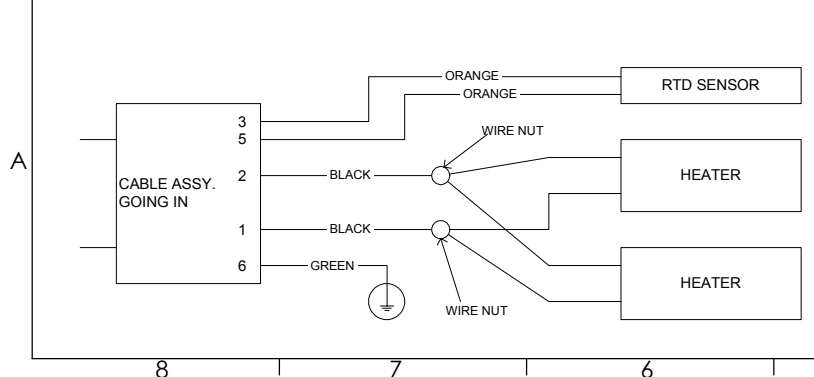 ORANGE
RTD SENSOR
ORANGE
3
WIRE NUT
5
A
CABLE ASSY.
GOING IN
2
BLACK
HEATER
1
BLACK
6
GREEN
HEATER
WIRE NUT
8
7
6